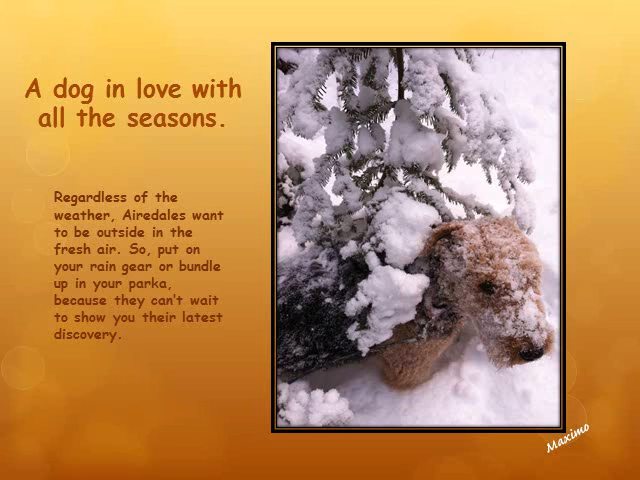 A dog in love with
all the seasons.
Regardless of the
weather, Airedales want
to be outside in the
fresh air. So, put on
your rain gear or bundle
up in your parka,
because they can't wait
to show you their latest
discovery.
Maximo